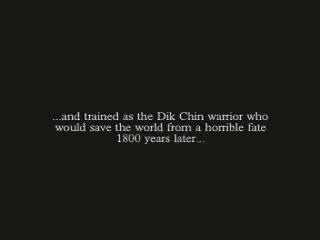 ...and trained as the Dik Chin warrior who
would save the world from a horrible fate
1800 years later...